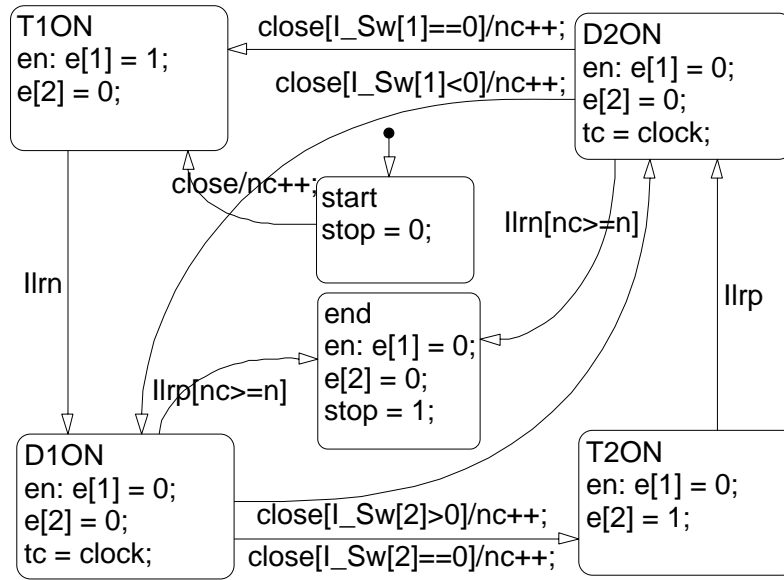 T1ON
en: e[1] = 1;
e[2] = 0;
close[I_Sw[1]==0]/nc++;
close[I_Sw[1]<0]/nc++;
D2ON
en: e[1] = 0;
e[2] = 0;
tc = clock;
close/nc++;
start
stop = 0;
Ilrn[nc>=n]
Ilrn
Ilrp
end
en: e[1] = 0;
e[2] = 0;
stop = 1;
Ilrp[nc>=n]
D1ON
en: e[1] = 0;
e[2] = 0;
tc = clock;
close[I_Sw[2]>0]/nc++;
close[I_Sw[2]==0]/nc++;
T2ON
en: e[1] = 0;
e[2] = 1;